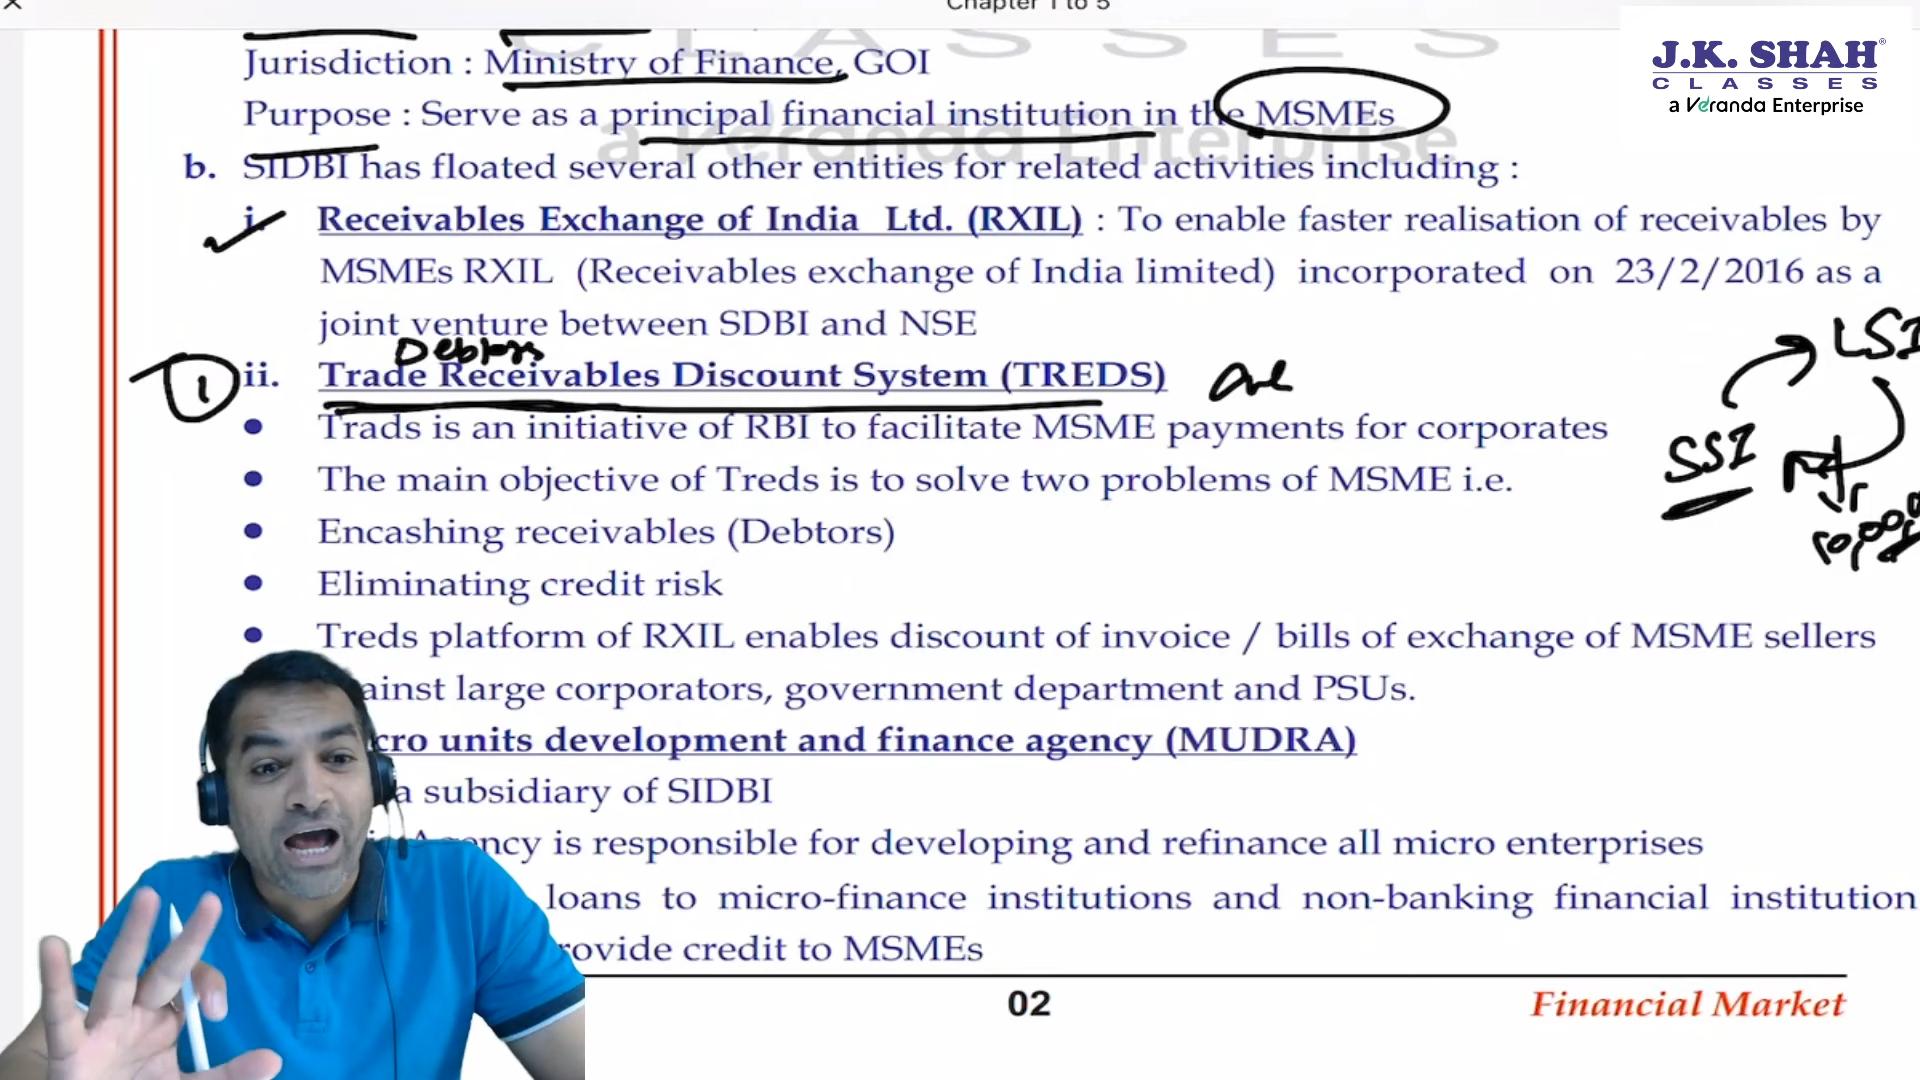 Chapter 1 to 5
CLASSES
J.K. SHAH®
CLASSES
a Veranda Enterprise
Jurisdiction : Ministry of Finance, GOI
Purpose : Serve as a principal financial institution in the MSMEs
a Veranda Enterprise
b. SIDBI has floated several other entities for related activities including :
i. Receivables Exchange of India Ltd. (RXIL) : To enable faster realisation of receivables by
MSMEs RXIL (Receivables exchange of India limited) incorporated on 23/2/2016 as a
joint venture between SDBI and NSE
Debtors
LSI
1 ii. Trade Receivables Discount System (TREDS)
• Trads is an initiative of RBI to facilitate MSME payments for corporates
SSI
• The main objective of Treds is to solve two problems of MSME i.e.
• Encashing receivables (Debtors)
• Eliminating credit risk
• Treds platform of RXIL enables discount of invoice / bills of exchange of MSME sellers
ainst large corporators, government department and PSUs.
cro units development and finance agency (MUDRA)
a subsidiary of SIDBI
ency is responsible for developing and refinance all micro enterprises
loans to micro-finance institutions and non-banking financial institution
rovide credit to MSMEs
02
Financial Market